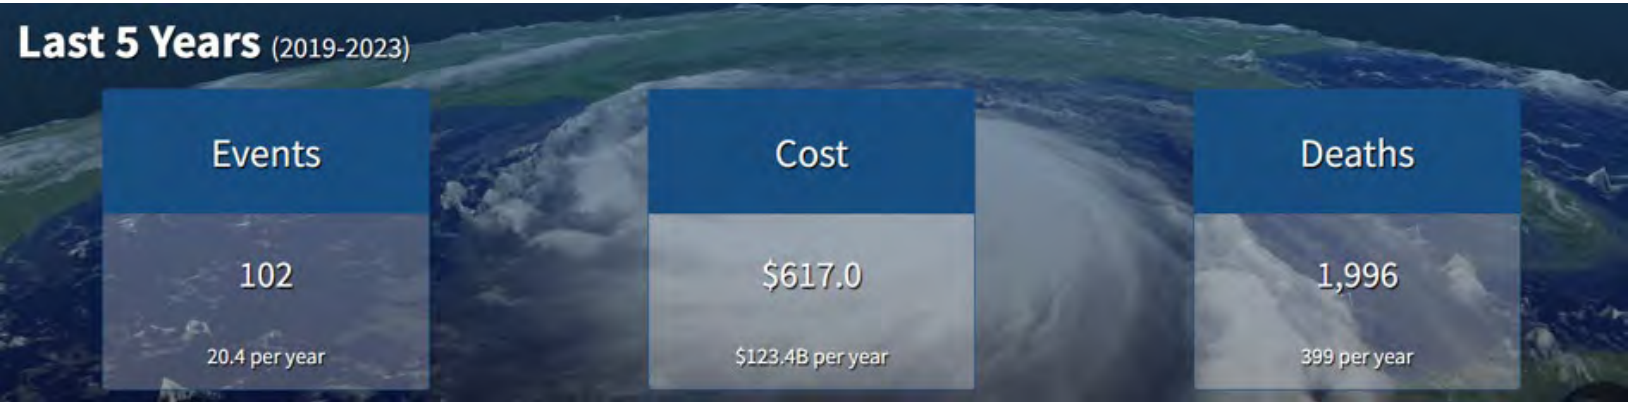 Last 5 Years (2019-2023)
Events
102
20.4 per year
Cost
$617.0
$123.4B per year
Deaths
1,996
399 per year